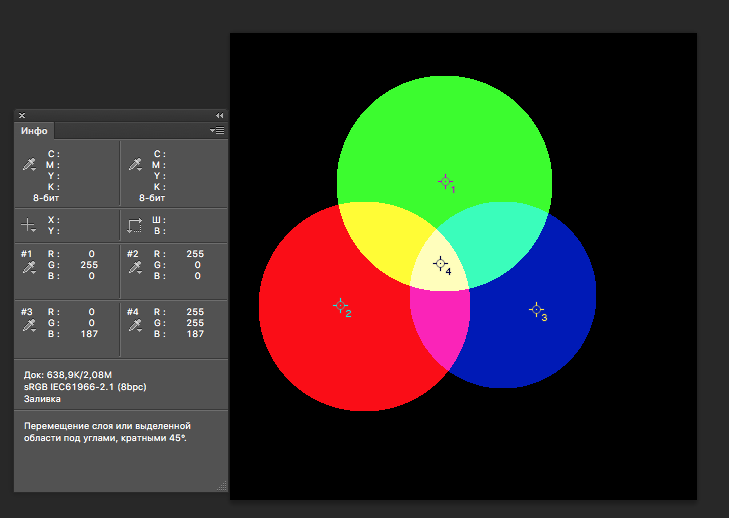 Инфо
C :
M :
Y :
K :
8-бит
C :
M :
Y :
K :
8-бит
X :
Y :
Ш :
В :
#1 R : 0
G : 255
B : 0
#2 R : 255
G : 0
B : 0
#3 R : 0
G : 0
B : 187
#4 R : 255
G : 255
B : 187
Док: 638,9K/2,08M
sRGB IEC61966-2.1 (8bpc)
Заливка
Перемещение слоя или выделенной
области под углами, кратными 45°.
1
4
2
3